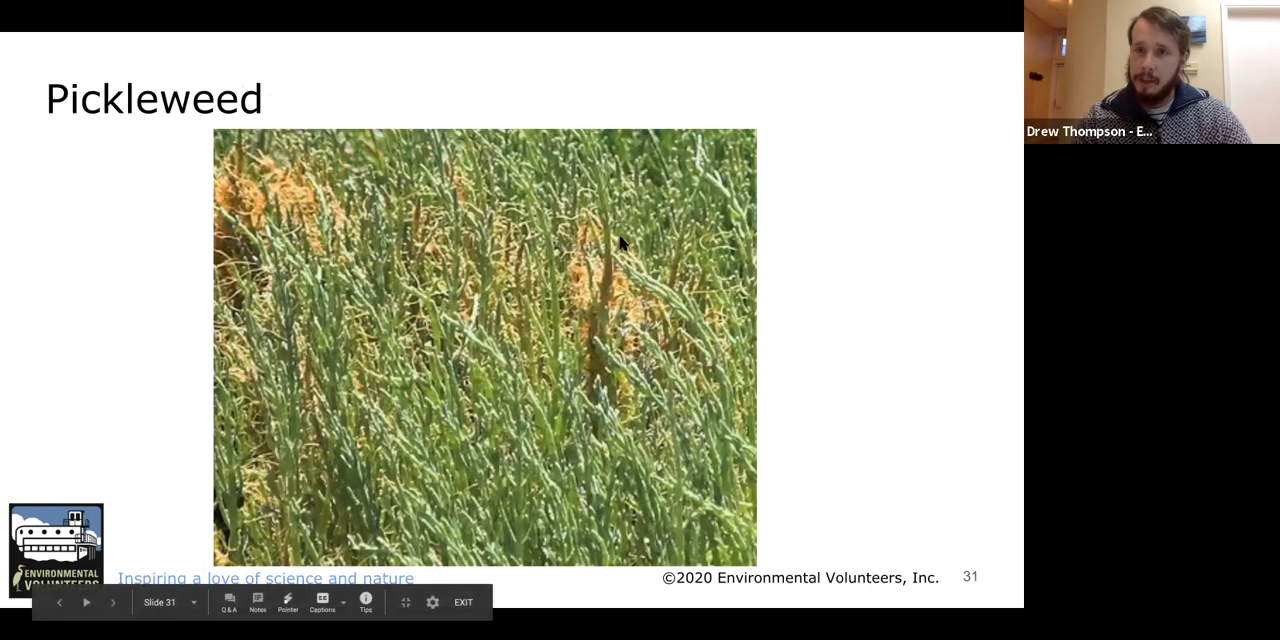 Pickleweed
Drew Thompson - E...
ENVIRONMENTAL
VOLUNTEERS
Inspiring a love of science and nature
©2020 Environmental Volunteers, Inc.
31
Slide 31
Q & A
Notes
Pointer
CC
Captions
Tips
EXIT